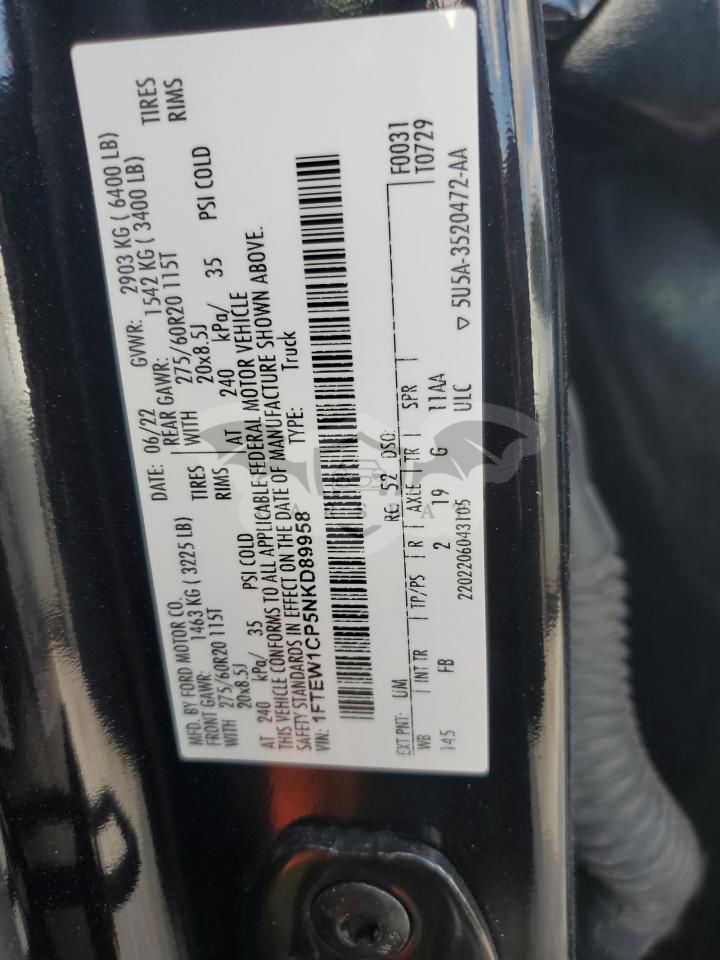 MFD. BY FORD MOTOR CO. DATE: 06/22 GVWR: 2903 KG ( 6400 LB)
FRONT GAWR: 1463 KG ( 3225 LB) REAR GAWR: 1542 KG ( 3400 LB)
WITH 275/60R20 115T TIRES WITH 275/60R20 115T TIRES
20x8.5J RIMS 20x8.5J RIMS
AT 240 kPa/ 35 PSI COLD AT 240 kPa/ 35 PSI COLD
THIS VEHICLE CONFORMS TO ALL APPLICABLE FEDERAL MOTOR VEHICLE
SAFETY STANDARDS IN EFFECT ON THE DATE OF MANUFACTURE SHOWN ABOVE.
VIN: 1FTEW1CP5NKD89958 TYPE: Truck
F0031
T0729
EXT PNT: UM RC: 52 DSO:
WB INT TR TP/PS R AXLE TR SPR
145 FB 2 19 G 11AA
2202206043105 ULC
5U5A-3520472-AA